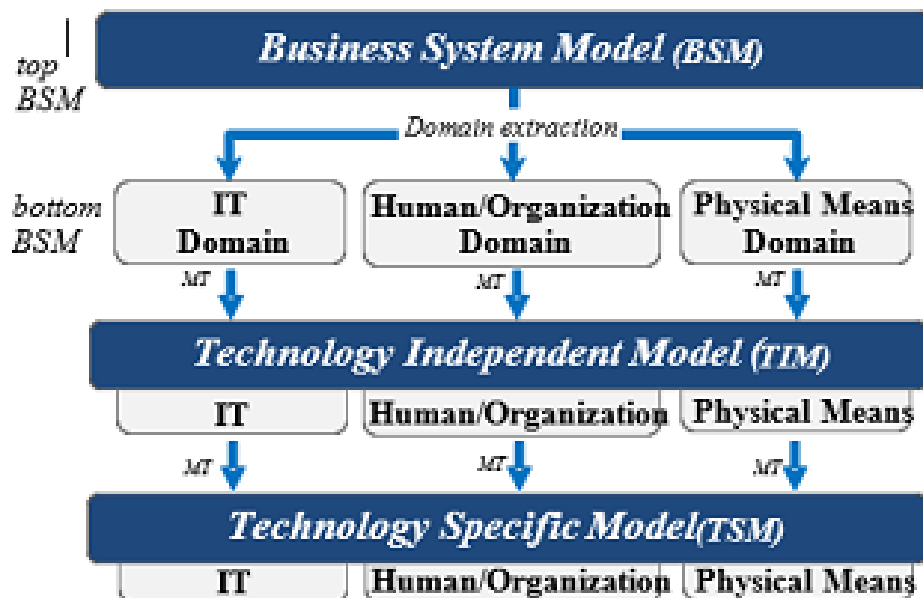 Business System Model (BSM)
top
BSM
Domain extraction
bottom
BSM
IT
Domain
Human/Organization
Domain
Physical Means
Domain
MT
MT
MT
Technology Independent Model (TIM)
IT
Human/Organization
Physical Means
MT
MT
MT
Technology Specific Model(TSM)
IT
Human/Organization
Physical Means